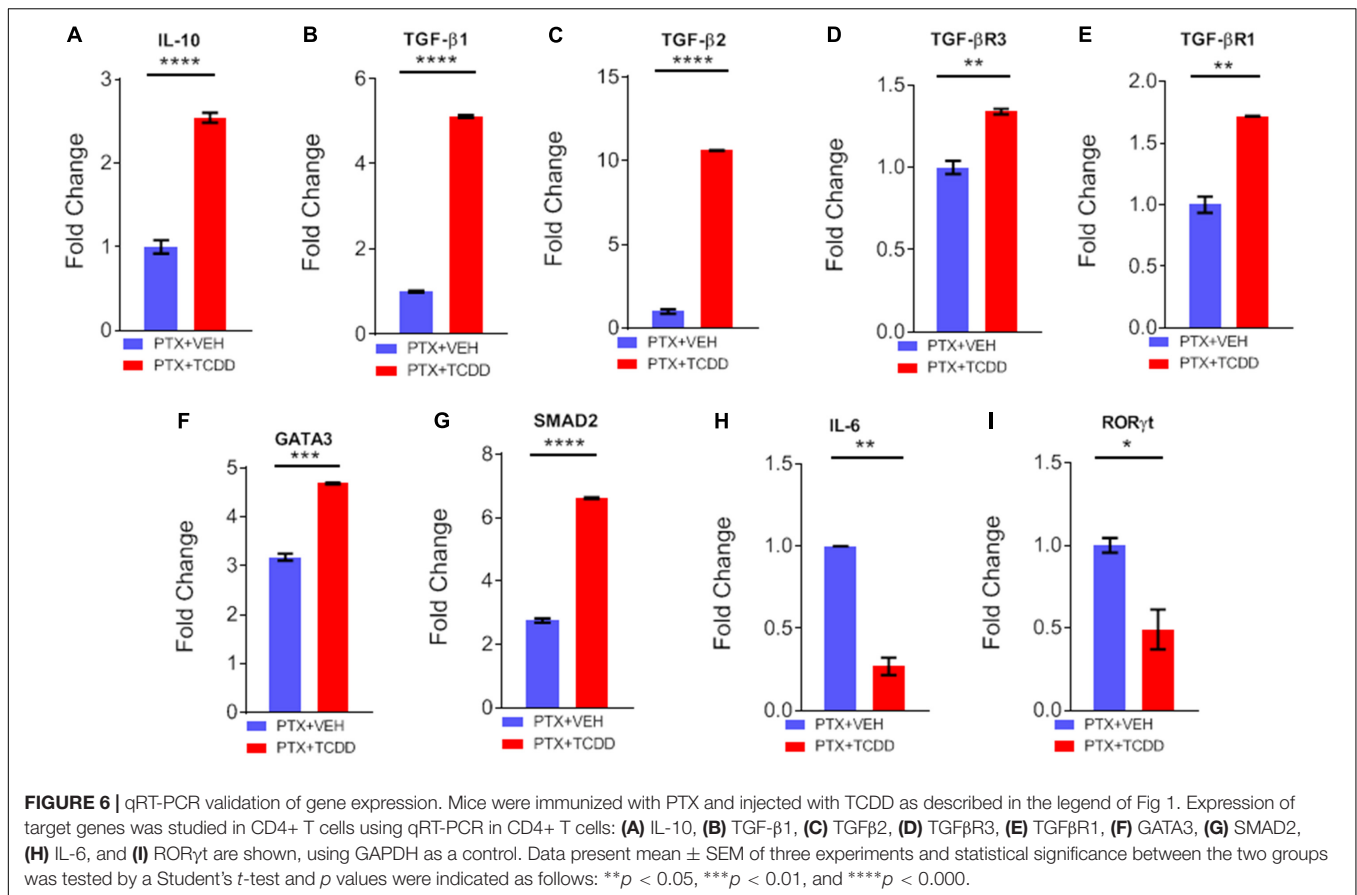 A
IL-10
****
Fold Change
3
2
1
0
PTX+VEH
PTX+TCDD
B
TGF-β1
****
Fold Change
6
4
2
0
PTX+VEH
PTX+TCDD
C
TGF-β2
****
Fold Change
15
10
5
0
PTX+VEH
PTX+TCDD
D
TGF-βR3
**
Fold Change
1.5
1.0
0.5
0.0
PTX+VEH
PTX+TCDD
E
TGF-βR1
**
Fold Change
2.0
1.5
1.0
0.5
0.0
PTX+VEH
PTX+TCDD
F
GATA3
***
Fold Change
5
4
3
2
1
0
PTX+VEH
PTX+TCDD
G
SMAD2
****
Fold Change
8
6
4
2
0
PTX+VEH
PTX+TCDD
H
IL-6
**
Fold Change
1.5
1.0
0.5
0.0
PTX+VEH
PTX+TCDD
I
RORγt
*
Fold Change
1.5
1.0
0.5
0.0
PTX+VEH
PTX+TCDD
FIGURE 6 | qRT-PCR validation of gene expression. Mice were immunized with PTX and injected with TCDD as described in the legend of Fig 1. Expression of
target genes was studied in CD4+ T cells using qRT-PCR in CD4+ T cells: (A) IL-10, (B) TGF-β1, (C) TGFβ2, (D) TGFβR3, (E) TGFβR1, (F) GATA3, (G) SMAD2,
(H) IL-6, and (I) RORγt are shown, using GAPDH as a control. Data present mean ± SEM of three experiments and statistical significance between the two groups
was tested by a Student's t-test and p values were indicated as follows: **p < 0.05, ***p < 0.01, and ****p < 0.000.